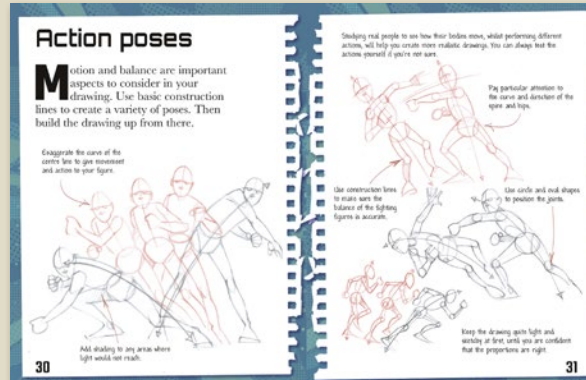 Action poses
Motion and balance are important
aspects to consider in your
drawing. Use basic construction
lines to create a variety of poses. Then
build the drawing up from there.
Exaggerate the curve of the
centre line to give movement
and action to your figure.
Add shading to any areas where
light would not reach.
30
Studying real people to see how their bodies move, whilst performing different
actions, will help you create more realistic drawings. You can always test the
actions yourself if you're not sure.
Pay particular attention to
the curve and direction of the
spine and hips.
Use construction lines
to make sure the
balance of the fighting
figures is accurate.
Use circle and oval shapes
to position the joints.
Keep the drawing quite light and
sketchy at first, until you are confident
that the proportions are right.
31